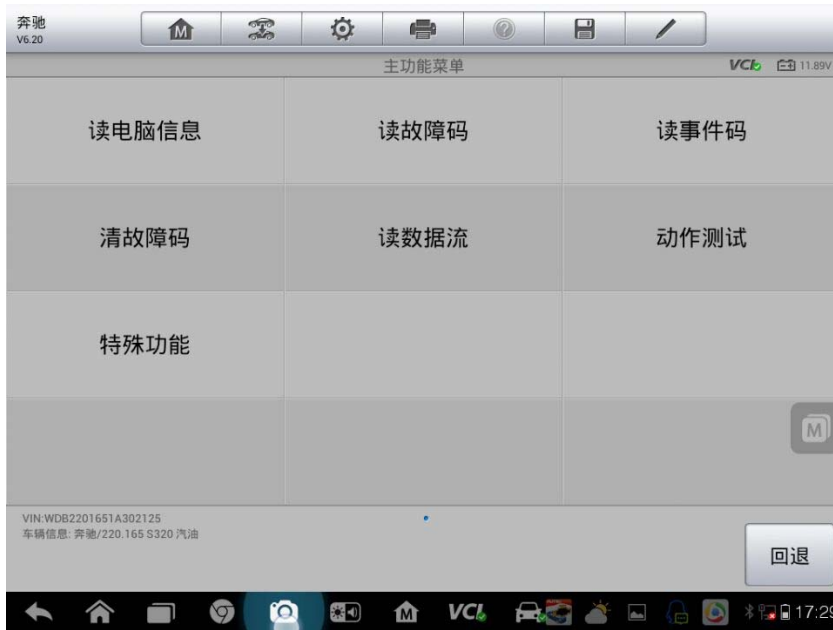 奔驰
V6.20
主功能菜单
VCI 11.89V
读电脑信息
读故障码
读事件码
清故障码
读数据流
动作测试
特殊功能
VIN:WDB2201651A302125
车辆信息: 奔驰/220.165 S320 汽油
回退
M
VCI
17:29